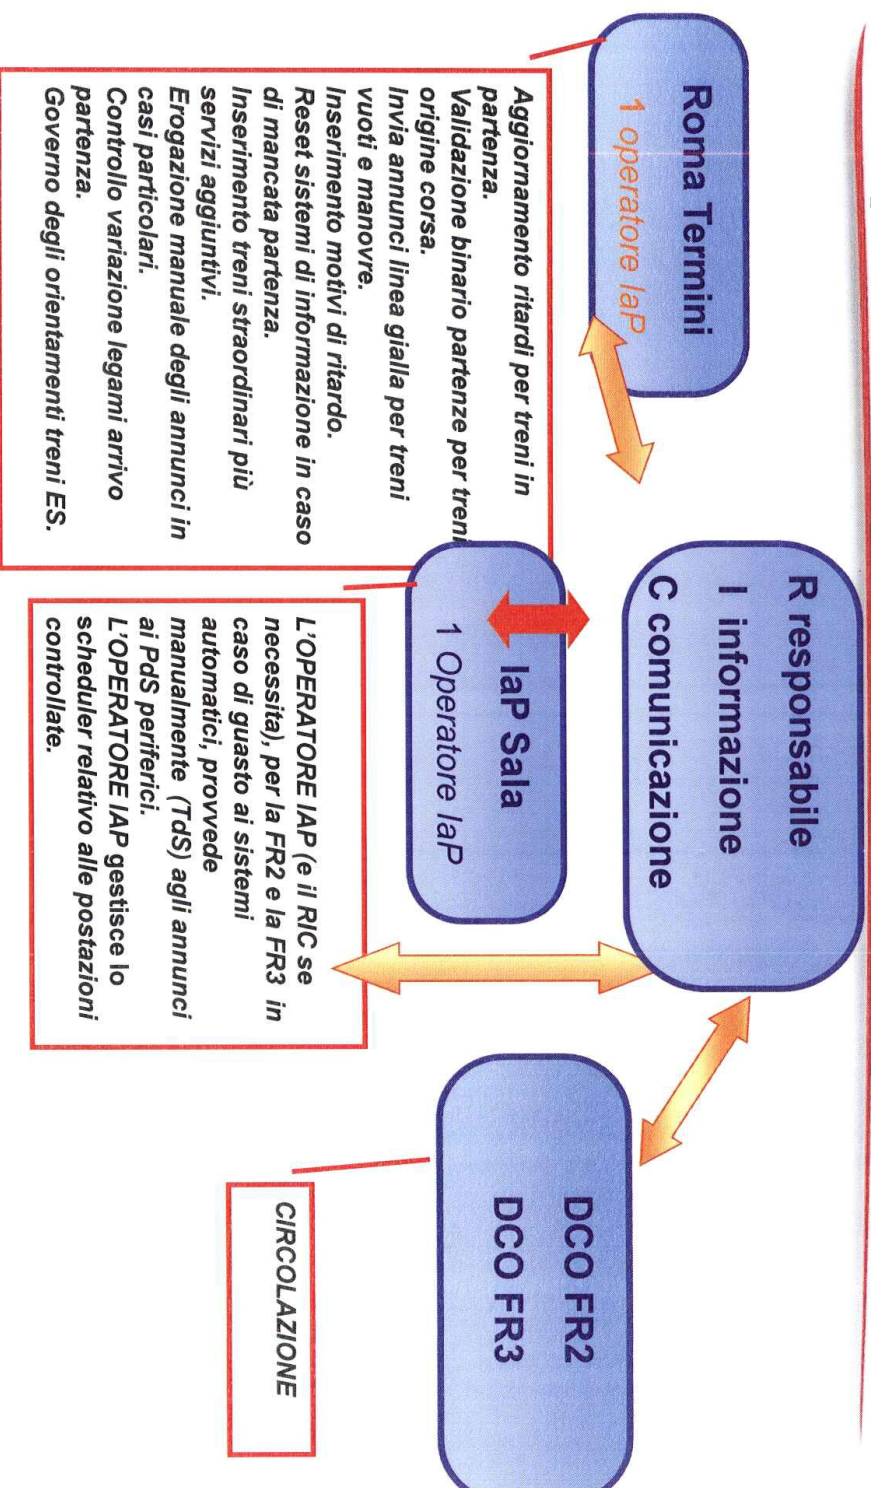 Roma Termini
1 operatore IaP
Aggiornamento ritardi per treni in
partenza.
Validazione binario partenze per treni
origine corsa.
Invia annunci linea gialla per treni
vuoti e manovre.
Inserimento motivi di ritardo.
Reset sistemi di informazione in caso
di mancata partenza.
Inserimento treni straordinari più
servizi aggiuntivi.
Erogazione manuale degli annunci in
casi particolari.
Controllo variazione legami arrivo
partenza.
Governo degli orientamenti treni ES.
R responsabile
I informazione
C comunicazione
IaP Sala
1 Operatore IaP
L'OPERATORE IAP (e il RIC se
necessita), per la FR2 e la FR3 in
caso di guasto ai sistemi
automatici, provvede
manualmente (TdS) agli annunci
ai PdS periferici.
L'OPERATORE IAP gestisce lo
scheduler relativo alle postazioni
controllate.
DCO FR2
DCO FR3
CIRCOLAZIONE